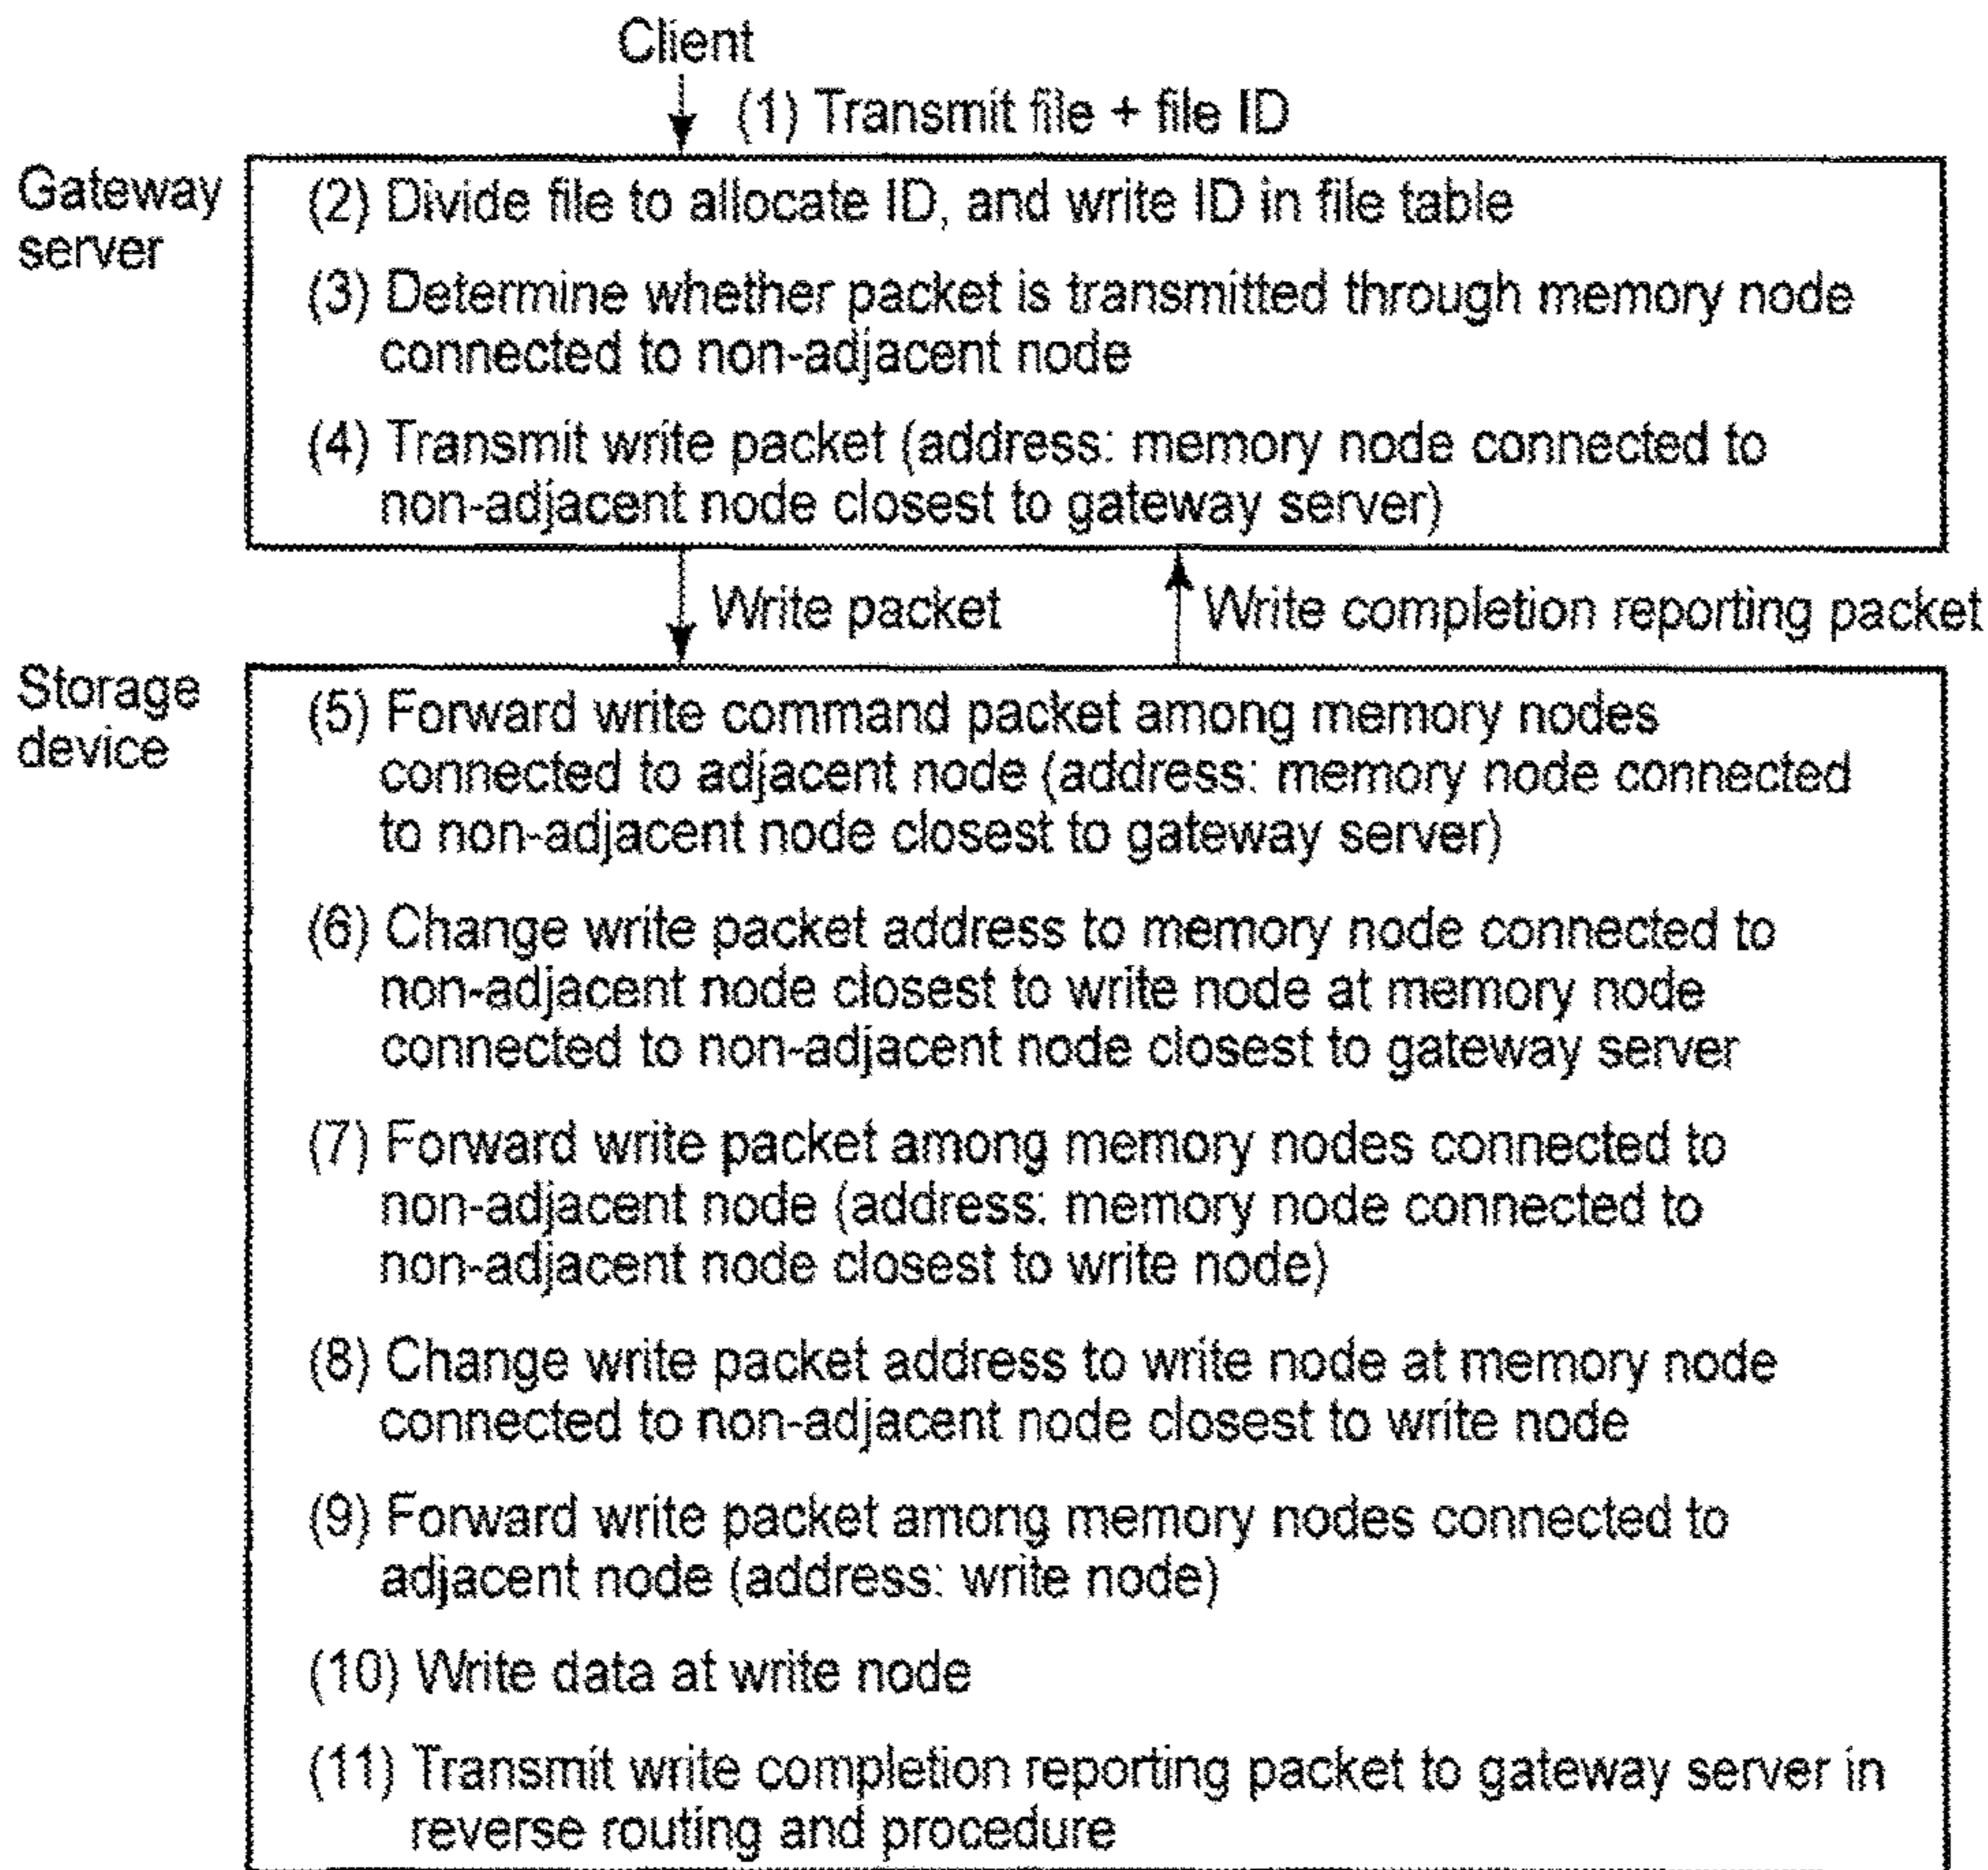 Client
(1) Transmit file + file ID
Gateway
server
(2) Divide file to allocate ID, and write ID in file table
(3) Determine whether packet is transmitted through memory node
connected to non-adjacent node
(4) Transmit write packet (address: memory node connected to
non-adjacent node closest to gateway server)
Write packet
Write completion reporting packet
Storage
device
(5) Forward write command packet among memory nodes
connected to adjacent node (address: memory node connected
to non-adjacent node closest to gateway server)
(6) Change write packet address to memory node connected to
non-adjacent node closest to write node at memory node
connected to non-adjacent node closest to gateway server
(7) Forward write packet among memory nodes connected to
non-adjacent node (address: memory node connected to
non-adjacent node closest to write node)
(8) Change write packet address to write node at memory node
connected to non-adjacent node closest to write node
(9) Forward write packet among memory nodes connected to
adjacent node (address: write node)
(10) Write data at write node
(11) Transmit write completion reporting packet to gateway server in
reverse routing and procedure